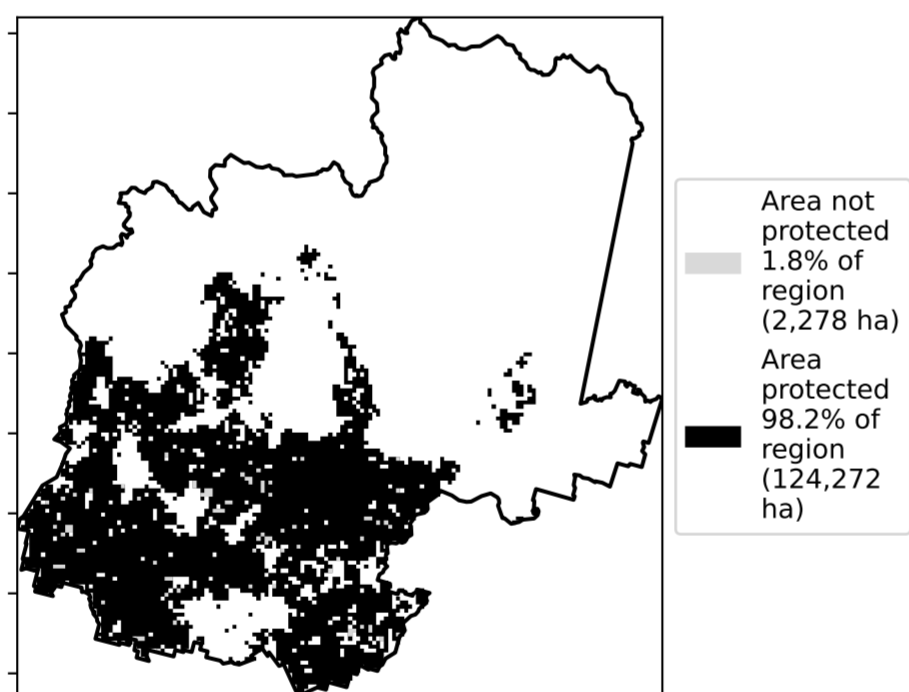 Area not
protected
1.8% of
region
(2,278 ha)
Area
protected
98.2% of
region
(124,272
ha)